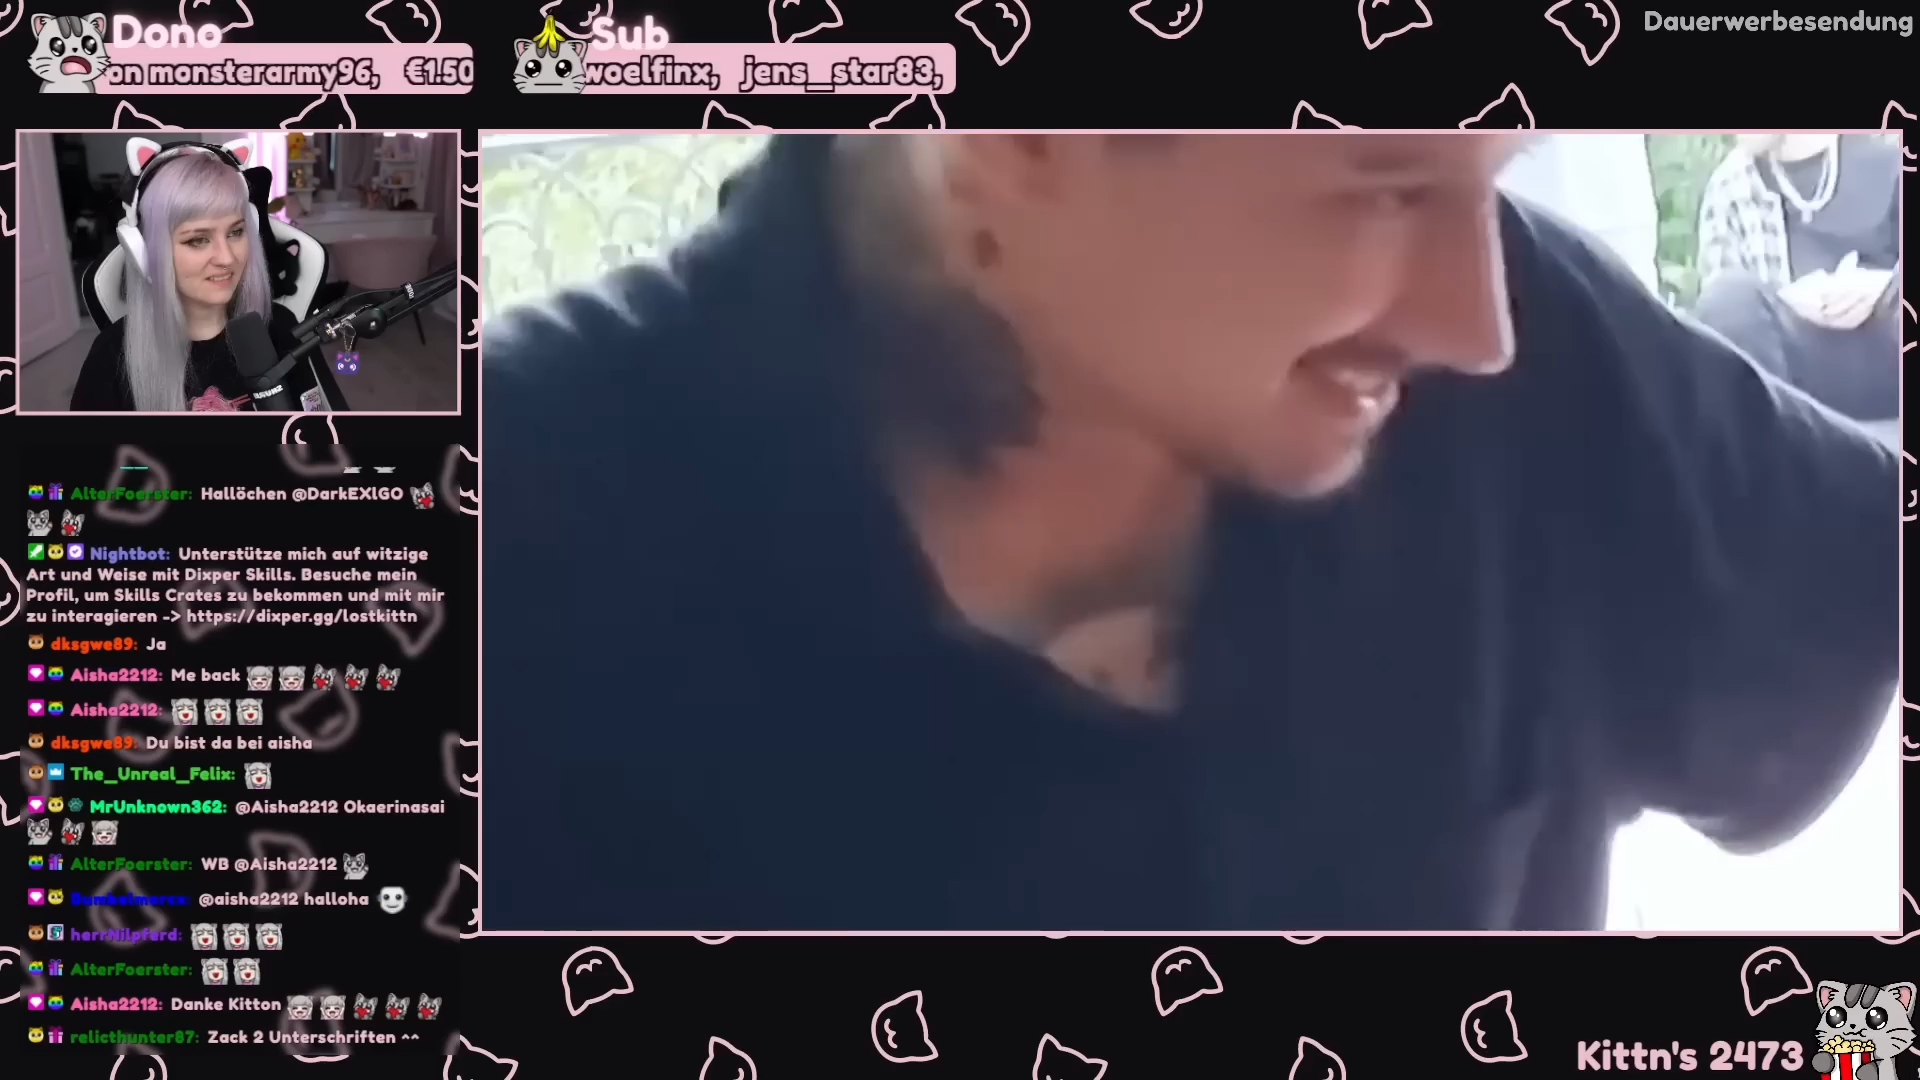 Dono
on monsterarmy96, €1.50
Sub
woelfinx, jens__star83,
Dauerwerbesendung
AlterFoerster: Hallöchen @DarkEXlGO
Nightbot: Unterstütze mich auf witzige
Art und Weise mit Dixper Skills. Besuche mein
Profil, um Skills Crates zu bekommen und mit mir
zu interagieren -> https://dixper.gg/lostkittn
dksgwe89: Ja
Aisha2212: Me back
Aisha2212:
dksgwe89: Du bist da bei aisha
The_Unreal_Felix:
MrUnknown362: @Aisha2212 Okaerinasai
AlterFoerster: WB @Aisha2212
@aisha2212 halloha
herrNilpferd:
AlterFoerster:
Aisha2212: Danke Kitton
relicthunter87: Zack 2 Unterschriften ^^
Kittn's 2473